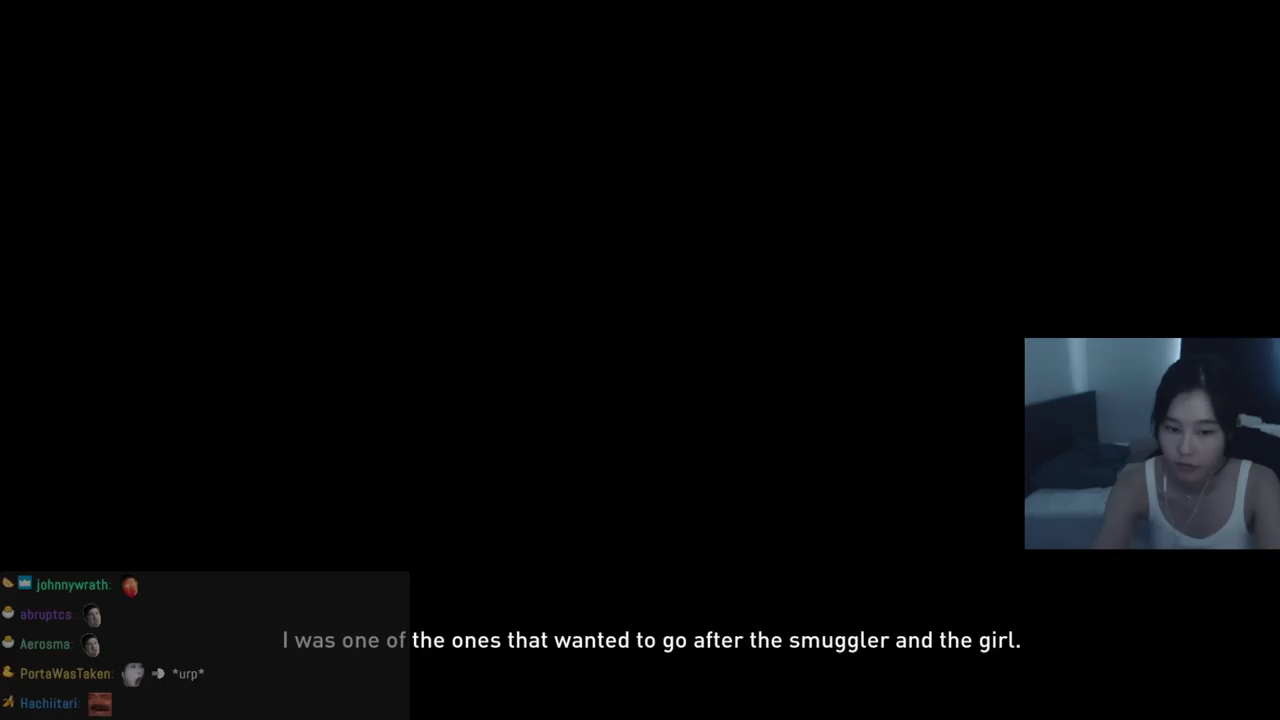 johnnywrath:
abruptcs:
Aerosma:
I was one of the ones that wanted to go after the smuggler and the girl.
PortaWasTaken: *urp*
Hachiitari: